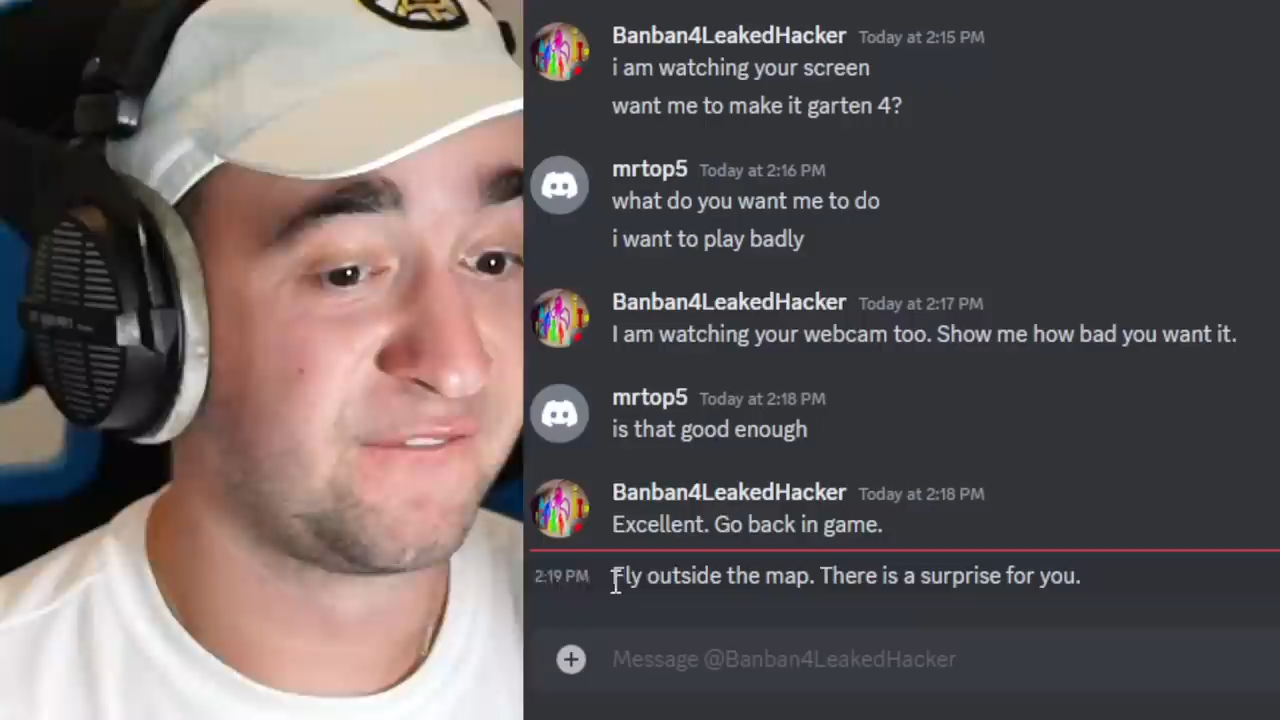 Banban4LeakedHacker Today at 2:15 PM
i am watching your screen
want me to make it garten 4?
mrtop5 Today at 2:16 PM
what do you want me to do
i want to play badly
Banban4LeakedHacker Today at 2:17 PM
I am watching your webcam too. Show me how bad you want it.
mrtop5 Today at 2:18 PM
is that good enough
Banban4LeakedHacker Today at 2:18 PM
Excellent. Go back in game.
2:19 PM Fly outside the map. There is a surprise for you.
Message @Banban4LeakedHacker